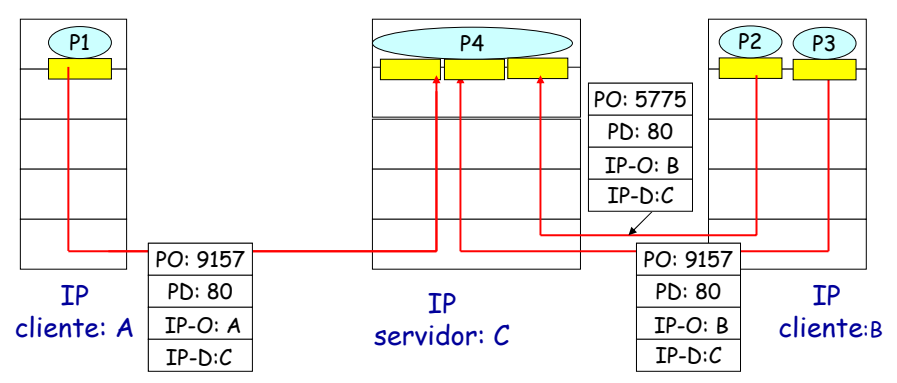 P1
P4
P2
P3
PO: 5775
PD: 80
IP-O: B
IP-D:C
PO: 9157
PD: 80
IP-O: A
IP-D:C
PO: 9157
PD: 80
IP-O: B
IP-D:C
IP
cliente: A
IP
servidor: C
IP
cliente:B